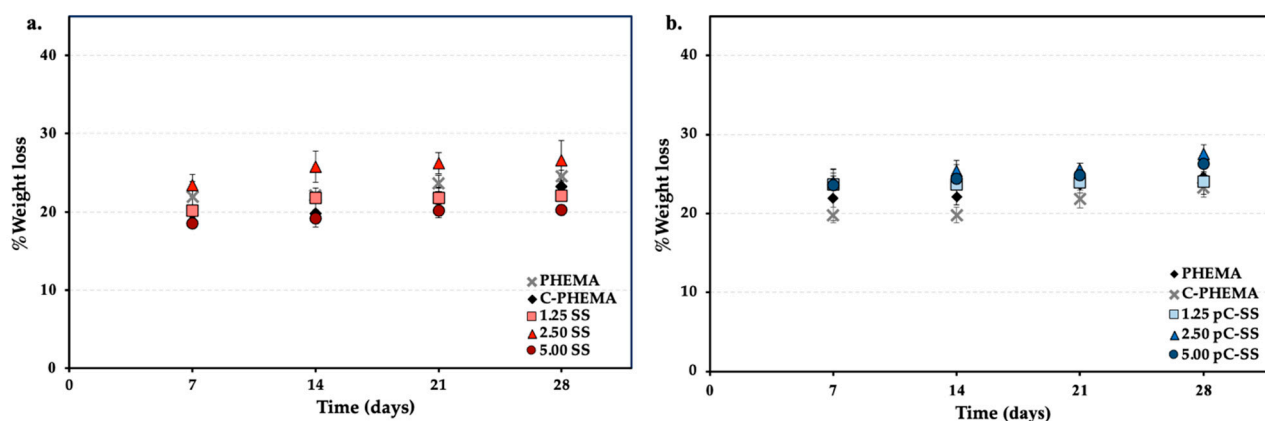 a.
%Weight loss
40
30
20
10
0
0 7 14 21 28
Time (days)
PHEMA
C-PHEMA
1.25 SS
2.50 SS
5.00 SS
b.
%Weight loss
40
30
20
10
0
0 7 14 21 28
Time (days)
PHEMA
C-PHEMA
1.25 pC-SS
2.50 pC-SS
5.00 pC-SS